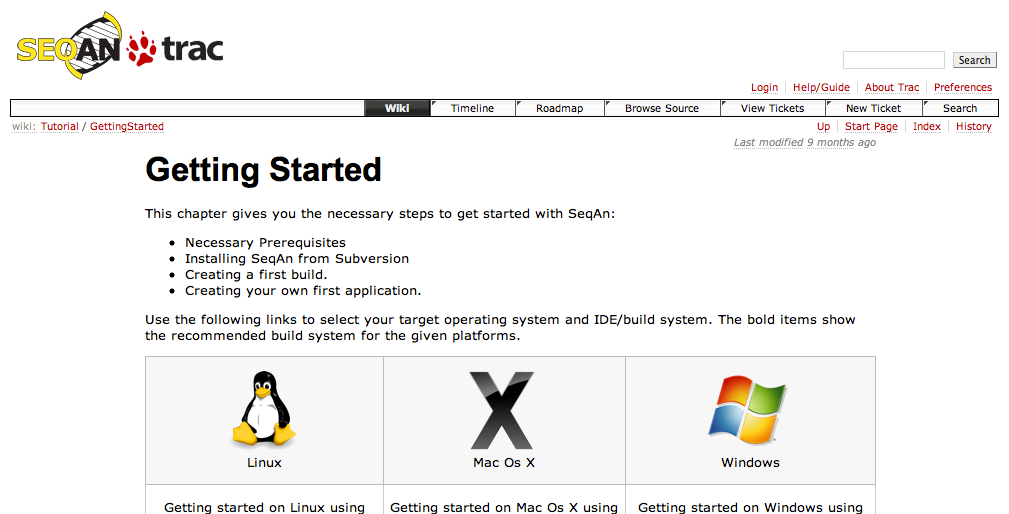 SEQAN trac
Search
Login Help/Guide About Trac Preferences
Wiki Timeline Roadmap Browse Source View Tickets New Ticket Search
wiki: Tutorial / GettingStarted
Up Start Page Index History
Last modified 9 months ago
Getting Started
This chapter gives you the necessary steps to get started with SeqAn:
• Necessary Prerequisites
• Installing SeqAn from Subversion
• Creating a first build.
• Creating your own first application.
Use the following links to select your target operating system and IDE/build system. The bold items show
the recommended build system for the given platforms.
Linux Mac Os X Windows
Getting started on Linux using Getting started on Mac Os X using Getting started on Windows using